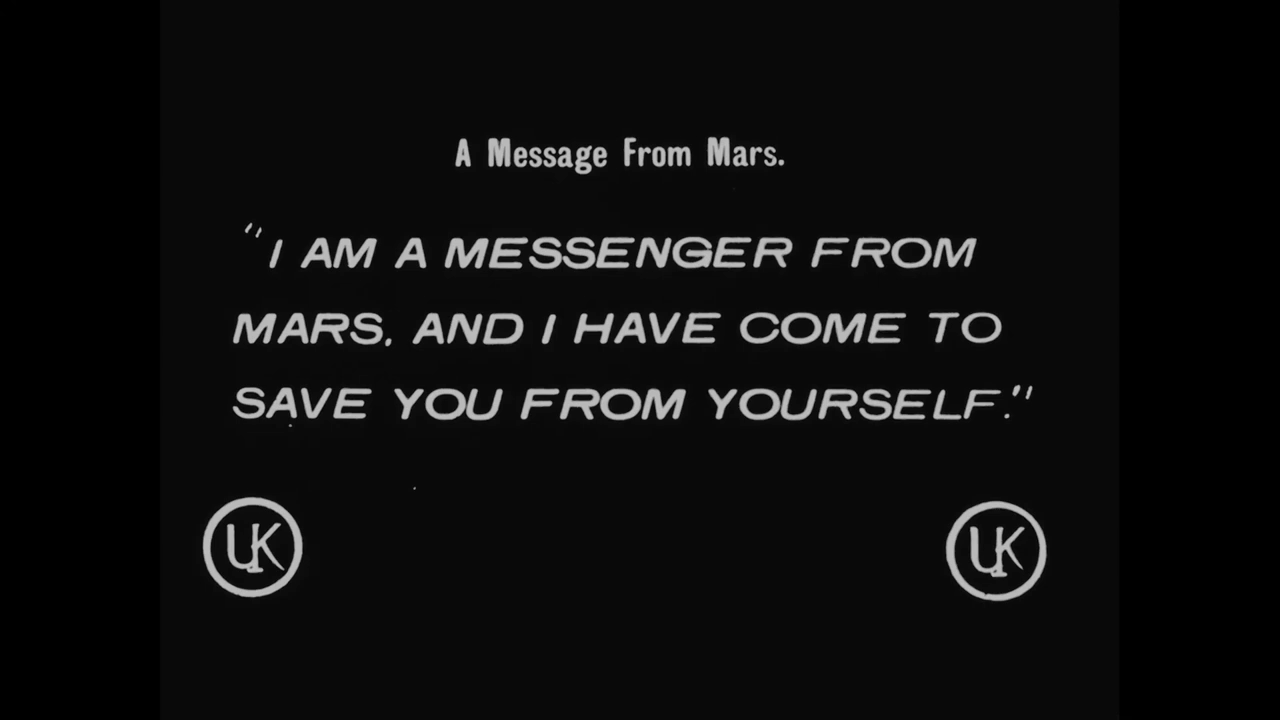 A Message From Mars.
"I AM A MESSENGER FROM
MARS, AND I HAVE COME TO
SAVE YOU FROM YOURSELF."
UK UK